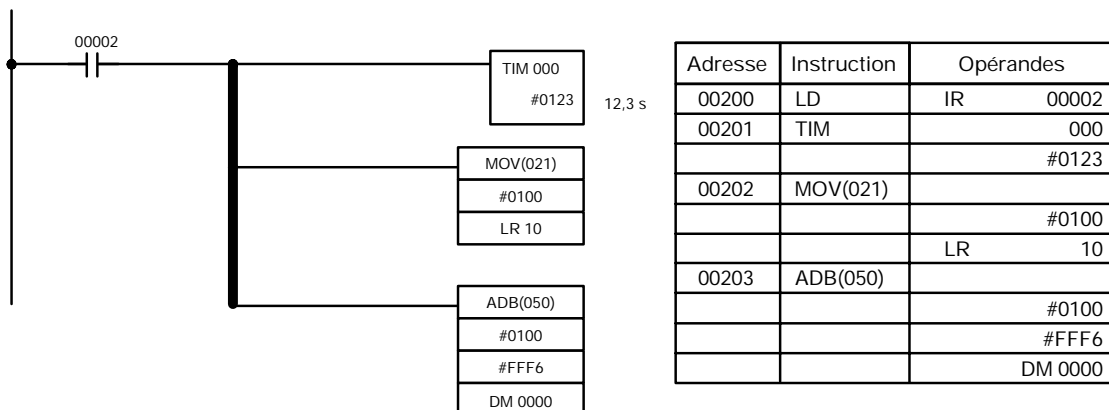 00002
TIM 000
#0123
12,3 s
MOV(021)
#0100
LR 10
ADB(050)
#0100
#FFF6
DM 0000
Adresse Instruction Opérandes
00200 LD IR 00002
00201 TIM 000
#0123
00202 MOV(021)
#0100
LR 10
00203 ADB(050)
#0100
#FFF6
DM 0000